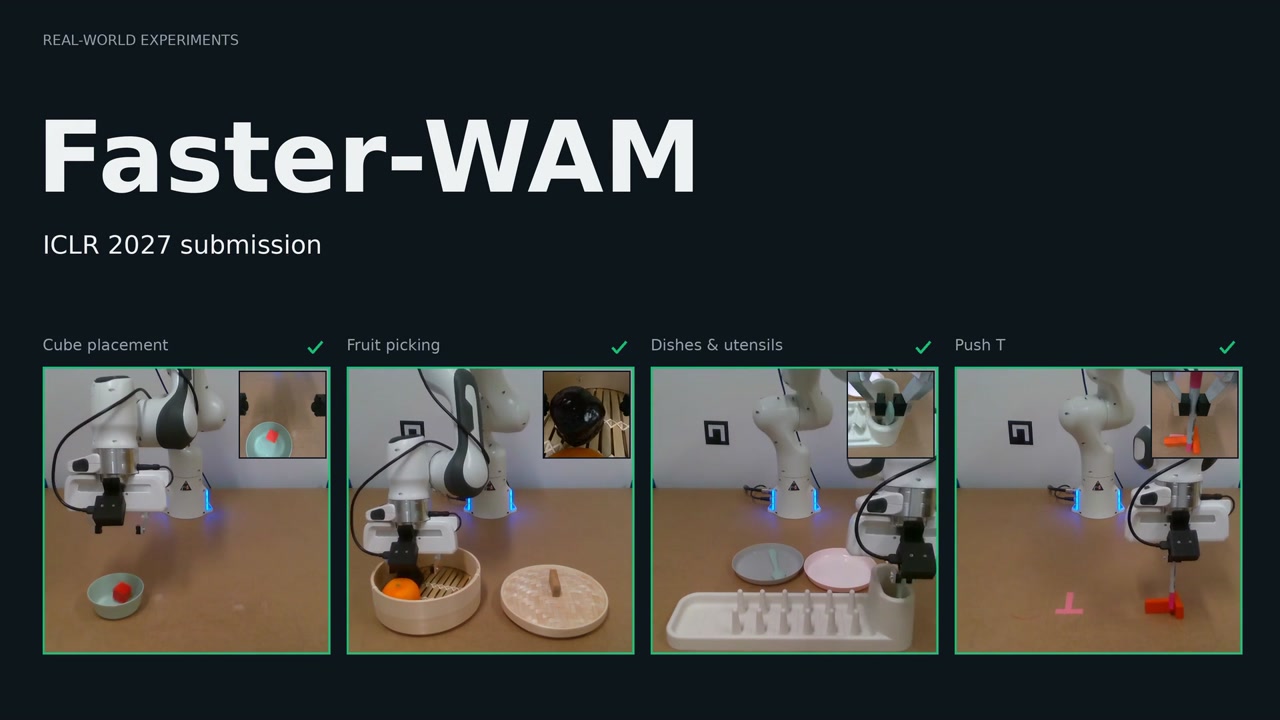 REAL-WORLD EXPERIMENTS
Faster-WAM
ICLR 2027 submission
Cube placement
Fruit picking
Dishes & utensils
Push T